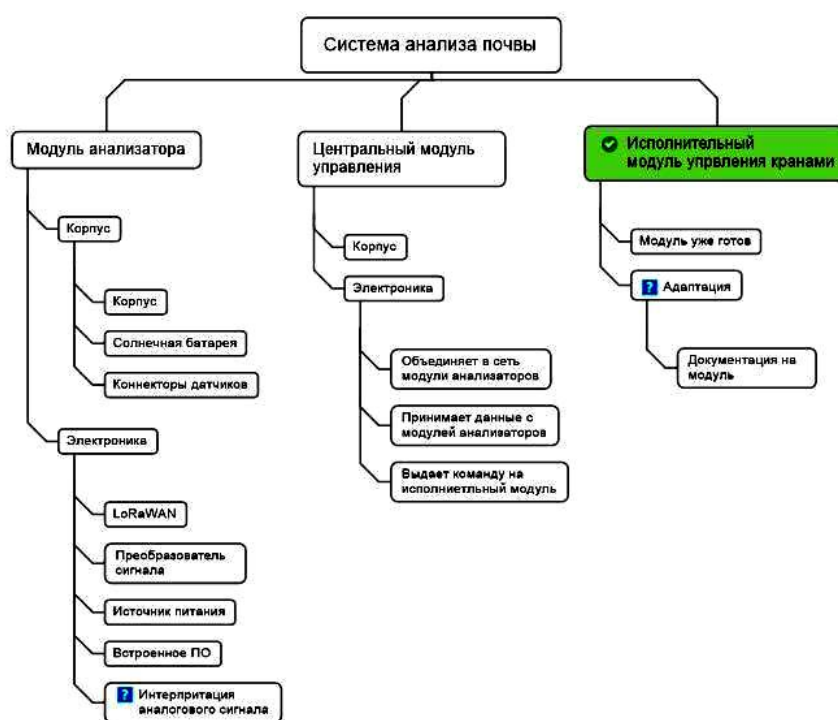 Система анализа почвы
Модуль анализатора
Корпус
Корпус
Солнечная батарея
Коннекторы датчиков
Электроника
LoRaWAN
Преобразователь
сигнала
Источник питания
Встроенное ПО
? Интерпритация
аналогового сигнала
Центральный модуль
управления
Корпус
Электроника
Объединяет в сеть
модули анализаторов
Принимает данные с
модулей анализаторов
Выдает команду на
исполниетльный модуль
Исполнительный
модуль упрвления кранами
Модуль уже готов
? Адаптация
Документация на
модуль